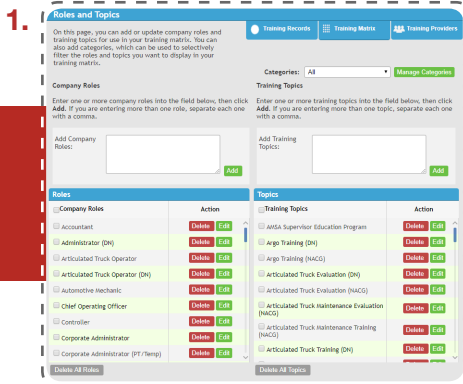 1.
Roles and Topics
On this page, you can add or update company roles and
training topics for use in your training matrix. You can
also add categories, which can be used to selectively
filter the roles and topics you want to display in your
training matrix.
Training Records
Training Matrix
Training Providers
Categories: All
Manage Categories
Company Roles
Enter one or more company roles into the field below, then click
Add. If you are entering more than one role, separate each one
with a comma.
Add Company
Roles:
Add
Training Topics
Enter one or more training topics into the field below, then click
Add. If you are entering more than one topic, separate each one
with a comma.
Add Training
Topics:
Add
Roles
Company Roles Action
Accountant Delete Edit
Administrator (DN) Delete Edit
Articulated Truck Operator Delete Edit
Articulated Truck Operator (DN) Delete Edit
Automotive Mechanic Delete Edit
Chief Operating Officer Delete Edit
Controller Delete Edit
Corporate Administrator Delete Edit
Corporate Administrator (PT/Temp) Delete Edit
Delete All Roles
Topics
Training Topics Action
AMSA Supervisor Education Program Delete Edit
Argo Training (DN) Delete Edit
Argo Training (NACG) Delete Edit
Articulated Truck Evaluation (DN) Delete Edit
Articulated Truck Evaluation (NACG) Delete Edit
Articulated Truck Maintenance Evaluation
(NACG) Delete Edit
Articulated Truck Maintenance Training
(NACG) Delete Edit
Articulated Truck Training (DN) Delete Edit
Delete All Topics